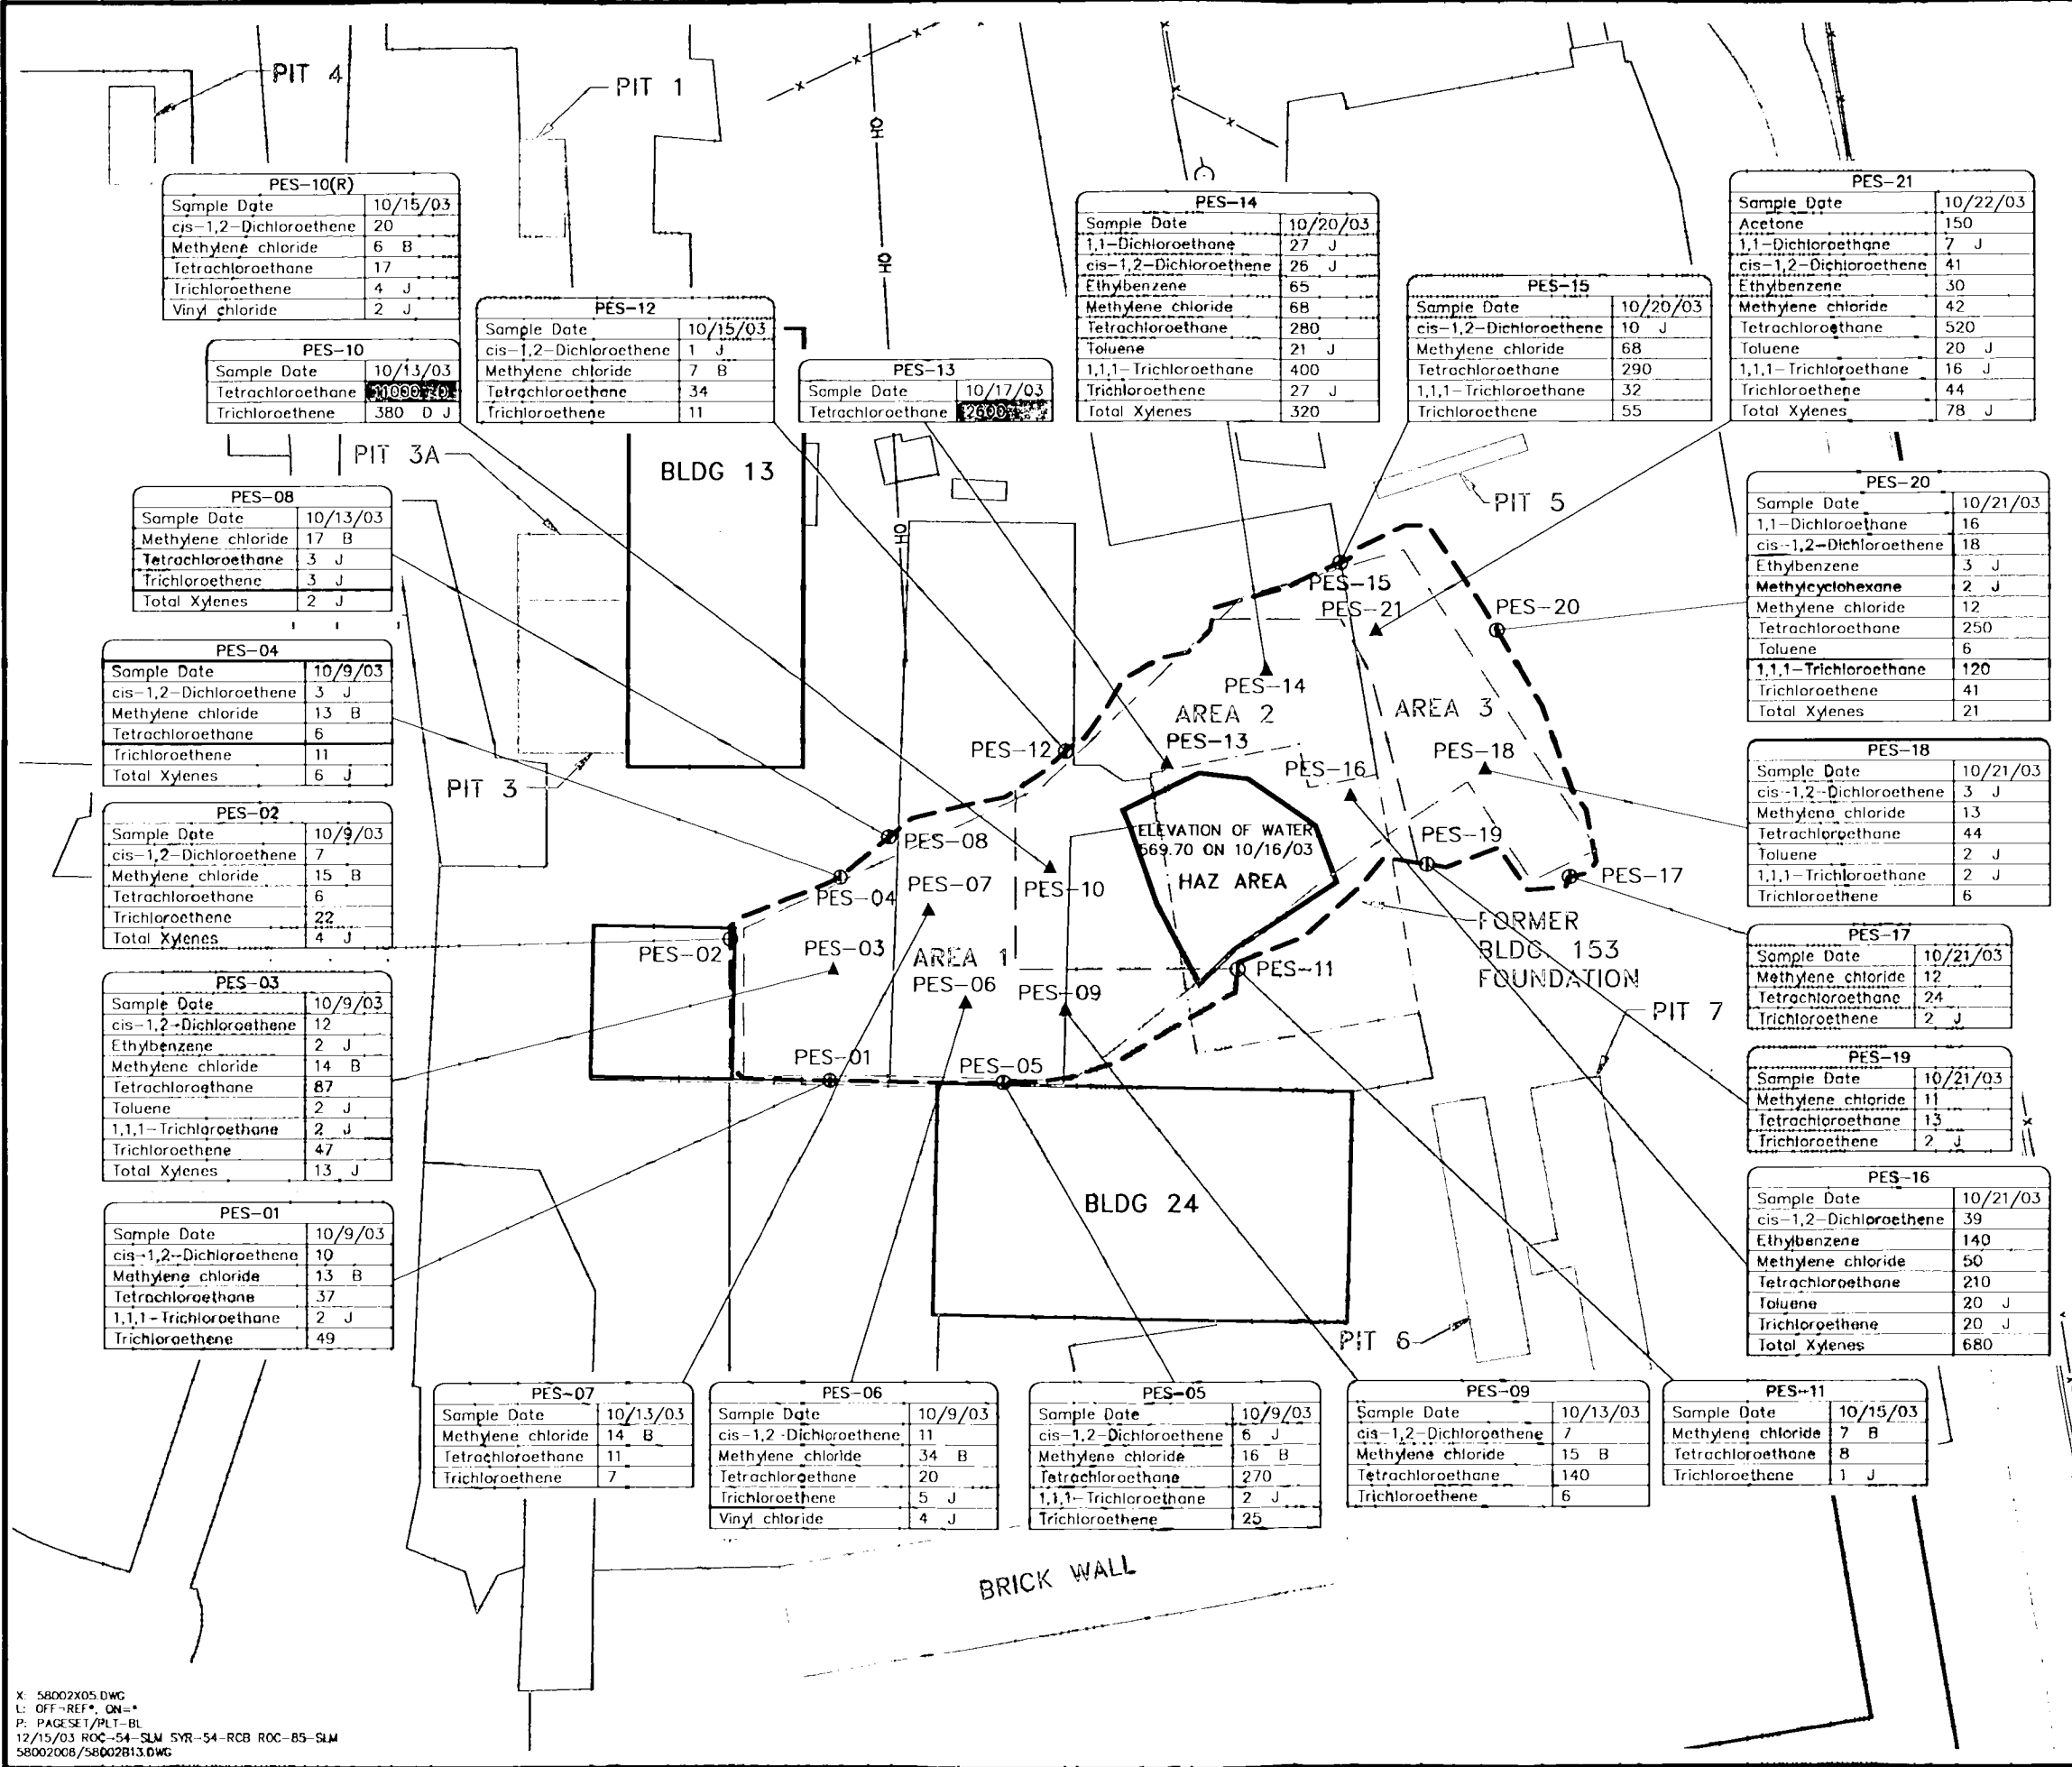 PIT 4
PIT 1
OH
OH
OH
PES-10(R)
Sample Date 10/15/03
cis-1,2-Dichloroethene 20
Methylene chloride 6 B
Tetrachloroethane 17
Trichloroethene 4 J
Vinyl chloride 2 J
PES-10
Sample Date 10/13/03
Tetrachloroethane
Trichloroethene 380 D J
PES-12
Sample Date 10/15/03
cis-1,2-Dichloroethene 1 J
Methylene chloride 7 B
Tetrachloroethane 34
Trichloroethene 11
PES-13
Sample Date 10/17/03
Tetrachloroethane 2600
PES-14
Sample Date 10/20/03
1,1-Dichloroethane 27 J
cis-1,2-Dichloroethene 26 J
Ethylbenzene 65
Methylene chloride 68
Tetrachloroethane 280
Toluene 21 J
1,1,1-Trichloroethane 400
Trichloroethene 27 J
Total Xylenes 320
PES-15
Sample Date 10/20/03
cis-1,2-Dichloroethene 10 J
Methylene chloride 68
Tetrachloroethane 290
1,1,1-Trichloroethane 32
Trichloroethene 55
PES-21
Sample Date 10/22/03
Acetone 150
1,1-Dichloroethane 7 J
cis-1,2-Dichloroethene 41
Ethylbenzene 30
Methylene chloride 42
Tetrachloroethane 520
Toluene 20 J
1,1,1-Trichloroethane 16 J
Trichloroethene 44
Total Xylenes 78 J
PIT 3A
BLDG 13
PIT 5
PES-08
Sample Date 10/13/03
Methylene chloride 17 B
Tetrachloroethane 3 J
Trichloroethene 3 J
Total Xylenes 2 J
PES-20
Sample Date 10/21/03
1,1-Dichloroethane 16
cis-1,2-Dichloroethene 18
Ethylbenzene 3 J
Methylcyclohexane 2 J
Methylene chloride 12
Tetrachloroethane 250
Toluene 6
1,1,1-Trichloroethane 120
Trichloroethene 41
Total Xylenes 21
PES-04
Sample Date 10/9/03
cis-1,2-Dichloroethene 3 J
Methylene chloride 13 B
Tetrachloroethane 6
Trichloroethene 11
Total Xylenes 6 J
PES-15
PES-21
PES-20
PES-14
AREA 2
AREA 3
PES-12
PES-13
PES-18
PES-16
PIT 3
PES-18
Sample Date 10/21/03
cis-1,2-Dichloroethene 3 J
Methylene chloride 13
Tetrachloroethane 44
Toluene 2 J
1,1,1-Trichloroethane 2 J
Trichloroethene 6
PES-02
Sample Date 10/9/03
cis-1,2-Dichloroethene 7
Methylene chloride 15 B
Tetrachloroethane 6
Trichloroethene 22
Total Xylenes 4 J
ELEVATION OF WATER
569.70 ON 10/16/03
HAZ AREA
PES-08
PES-19
PES-04
PES-07
PES-10
PES-17
FORMER
BLDG. 153
FOUNDATION
PES-02
PES-03
AREA 1
PES-06
PES-09
PES-11
PES-01
PES-05
PIT 7
PES-17
Sample Date 10/21/03
Methylene chloride 12
Tetrachloroethane 24
Trichloroethene 2 J
PES-03
Sample Date 10/9/03
cis-1,2-Dichloroethene 12
Ethylbenzene 2 J
Methylene chloride 14 B
Tetrachloroethane 87
Toluene 2 J
1,1,1-Trichloroethane 2 J
Trichloroethene 47
Total Xylenes 13 J
PES-19
Sample Date 10/21/03
Methylene chloride 11
Tetrachloroethane 13
Trichloroethene 2 J
PES-16
Sample Date 10/21/03
cis-1,2-Dichloroethene 39
Ethylbenzene 140
Methylene chloride 50
Tetrachloroethane 210
Toluene 20 J
Trichloroethene 20 J
Total Xylenes 680
PES-01
Sample Date 10/9/03
cis-1,2-Dichloroethene 10
Methylene chloride 13 B
Tetrachloroethane 37
1,1,1-Trichloroethane 2 J
Trichloroethene 49
BLDG 24
PIT 6
PES-07
Sample Date 10/13/03
Methylene chloride 14 B
Tetrachloroethane 11
Trichloroethene 7
PES-06
Sample Date 10/9/03
cis-1,2-Dichloroethene 11
Methylene chloride 34 B
Tetrachloroethane 20
Trichloroethene 5 J
Vinyl chloride 4 J
PES-05
Sample Date 10/9/03
cis-1,2-Dichloroethene 6 J
Methylene chloride 16 B
Tetrachloroethane 270
1,1,1-Trichloroethane 2 J
Trichloroethene 25
PES-09
Sample Date 10/13/03
cis-1,2-Dichloroethene 7
Methylene chloride 15 B
Tetrachloroethane 140
Trichloroethene 6
PES-11
Sample Date 10/15/03
Methylene chloride 7 B
Tetrachloroethane 8
Trichloroethene 1 J
BRICK WALL
X: 58002X05.DWG
L: OFF=REF*, ON=*
P: PAGESET/PLT-BL
12/15/03 ROC-54-SLM SYR-54-RCB ROC-85-SLM
58002008/58002B13.DWG